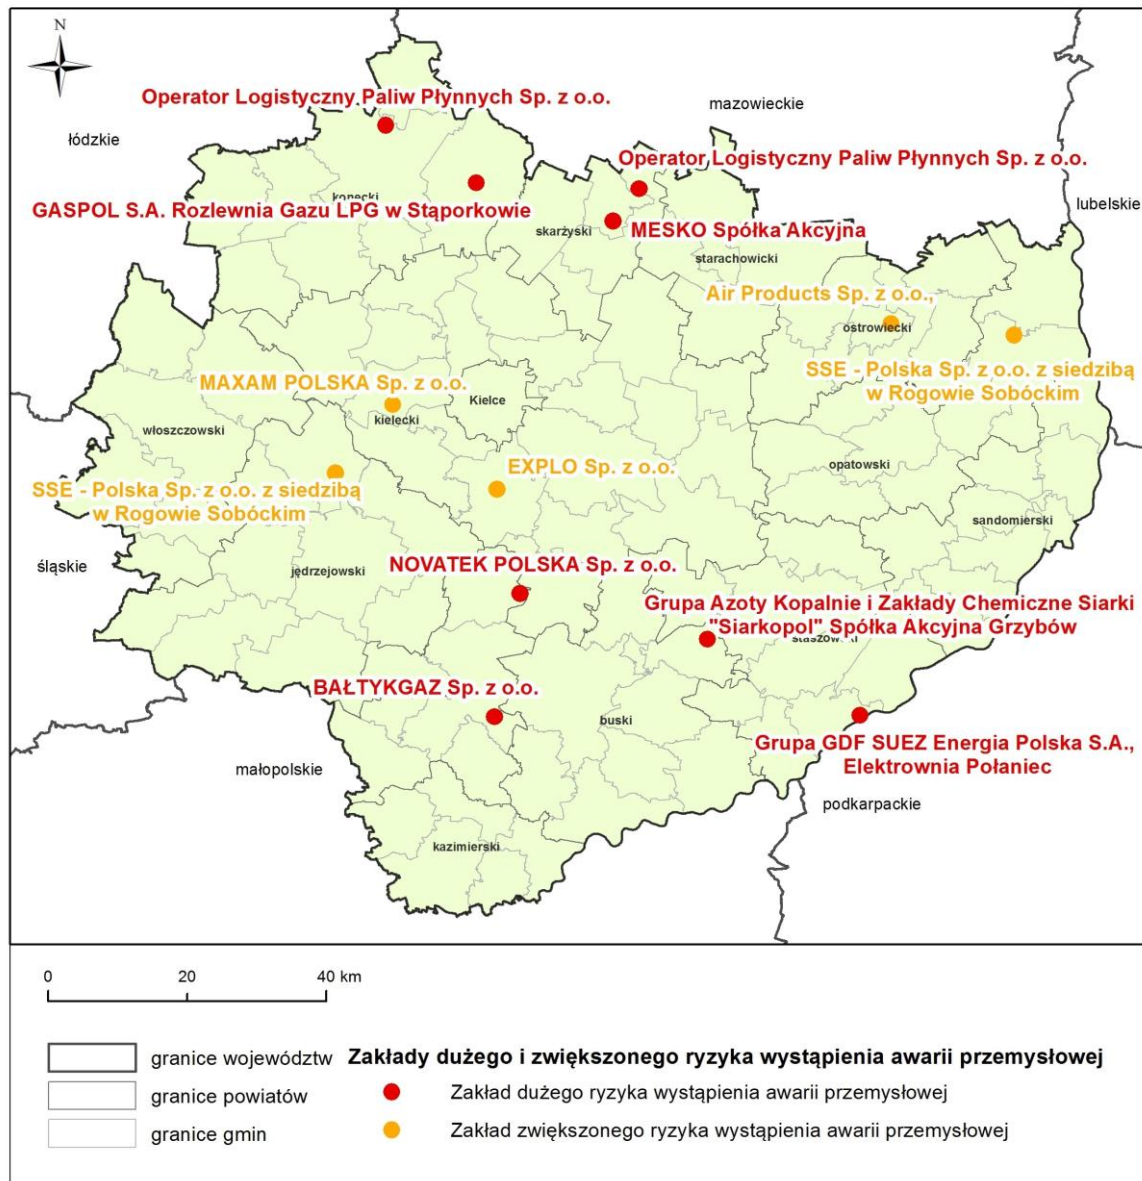 N
Operator Logistyczny Paliw Płynnych Sp. z o.o.
mazowieckie
łódzkie
Operator Logistyczny Paliw Płynnych Sp. z o.o.
konecki
lubelskie
GASPOL S.A. Rozlewnia Gazu LPG w Stąporkowie
skarżyski
MESKO Spółka Akcyjna
starachowicki
Air Products Sp. z o.o.,
ostrowiecki
SSE - Polska Sp. z o.o. z siedzibą
w Rogowie Sobóckim
MAXAM POLSKA Sp. z o.o.
Kielce
kielecki
włoszczowski
EXPLO Sp. z o.o.
opatowski
SSE - Polska Sp. z o.o. z siedzibą
w Rogowie Sobóckim
sandomierski
śląskie
jędrzejowski
NOVATEK POLSKA Sp. z o.o.
Grupa Azoty Kopalnie i Zakłady Chemiczne Siarki
"Siarkopol" Spółka Akcyjna Grzybów
staszowski
BAŁTYKGAZ Sp. z o.o.
buski
Grupa GDF SUEZ Energia Polska S.A.,
Elektrownia Połaniec
małopolskie
podkarpackie
kazimierski
0 20 40 km
granice województw
Zakłady dużego i zwiększonego ryzyka wystąpienia awarii przemysłowej
granice powiatów
Zakład dużego ryzyka wystąpienia awarii przemysłowej
granice gmin
Zakład zwiększonego ryzyka wystąpienia awarii przemysłowej